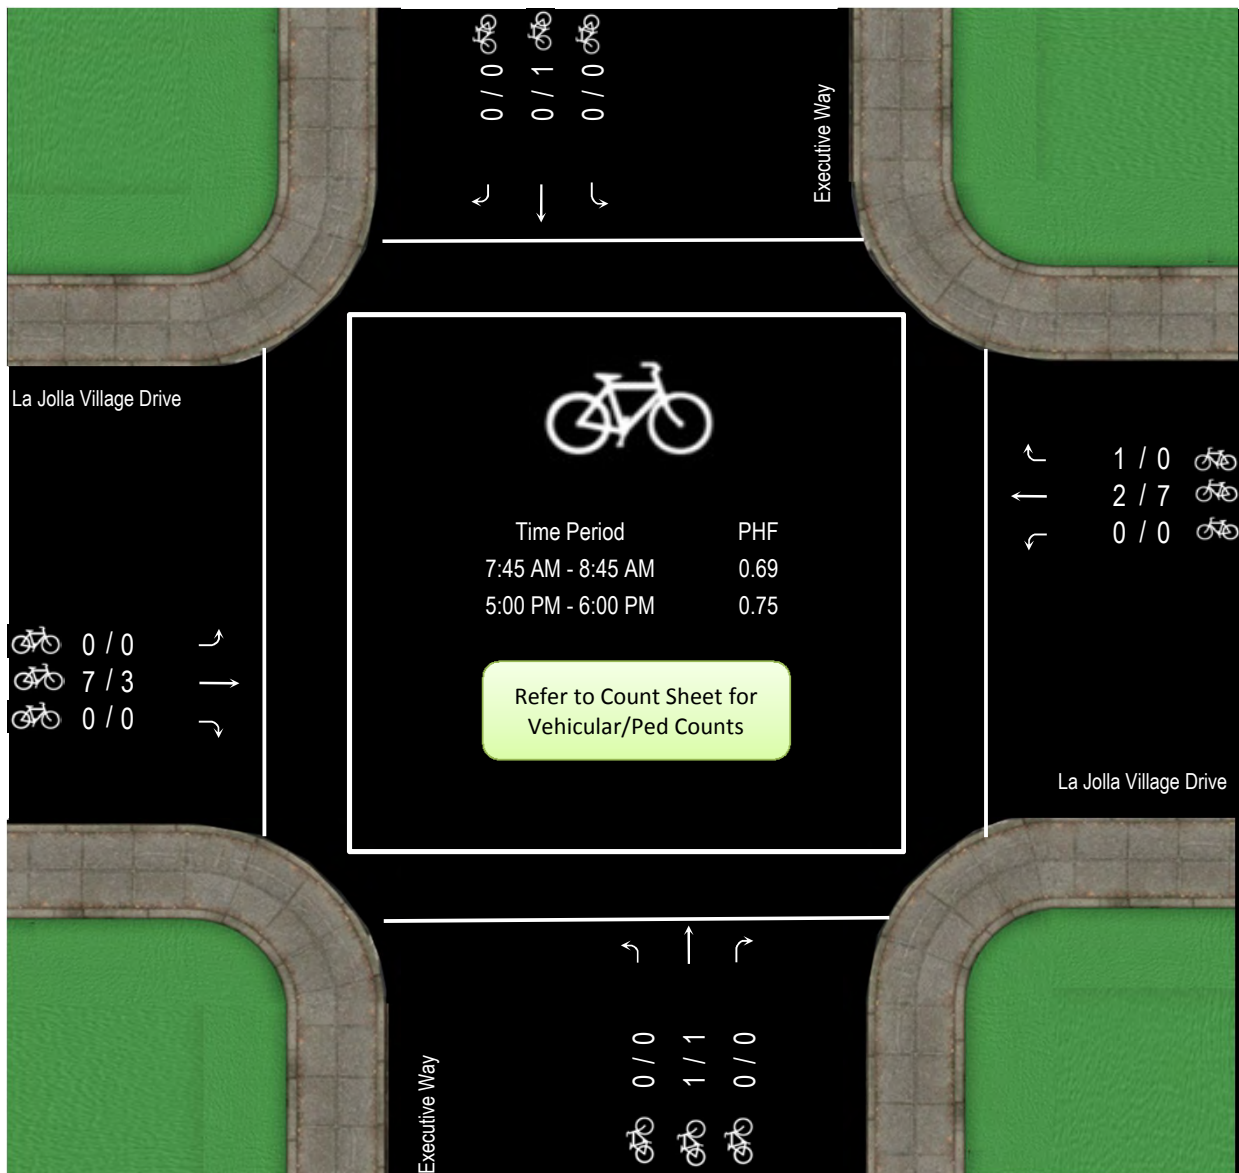 0 / 0
0 / 1
0 / 0
Executive Way
La Jolla Village Drive
1 / 0
2 / 7
0 / 0
Time Period PHF
7:45 AM - 8:45 AM 0.69
5:00 PM - 6:00 PM 0.75
0 / 0
7 / 3
0 / 0
Refer to Count Sheet for
Vehicular/Ped Counts
La Jolla Village Drive
Executive Way
0 / 0
1 / 1
0 / 0